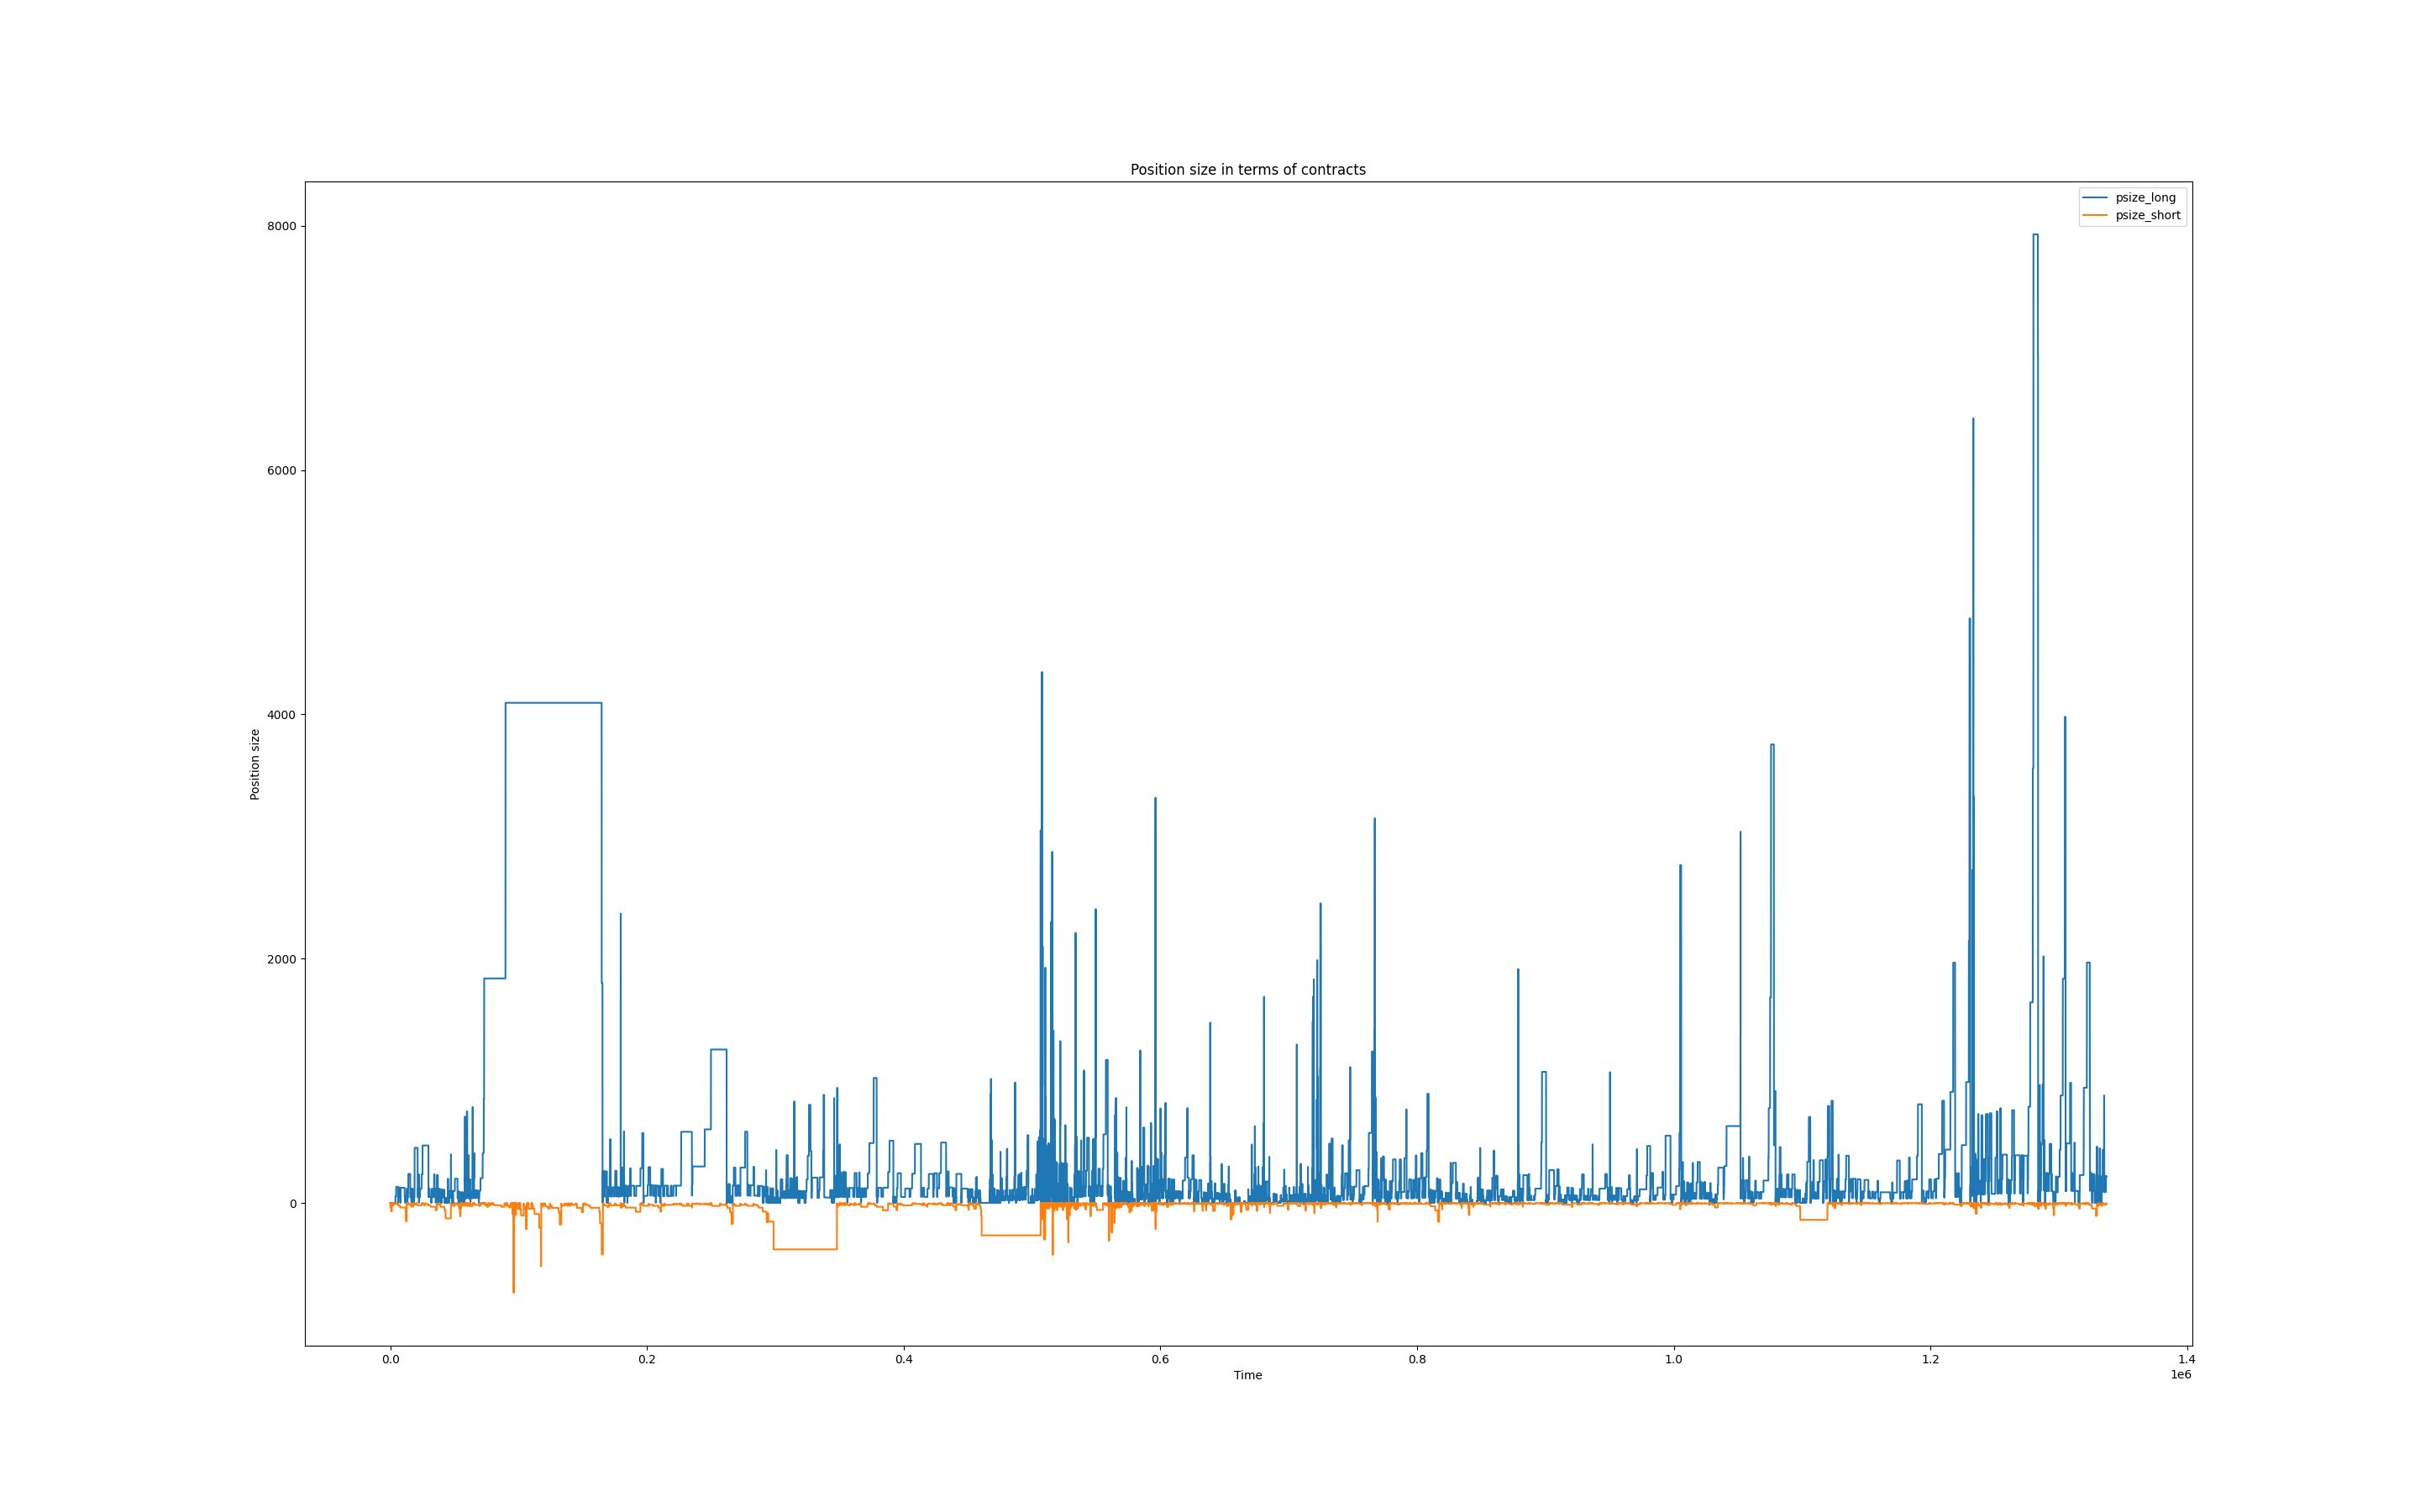 Position size in terms of contracts
psize_long
psize_short
8000
6000
4000
2000
0
Position size
0.0 0.2 0.4 0.6 0.8 1.0 1.2 1.4
Time
1e6